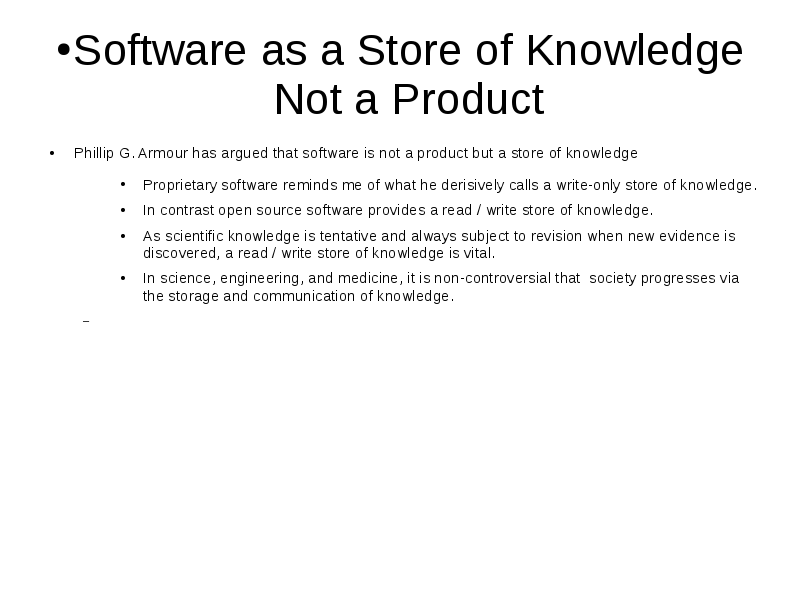 •Software as a Store of Knowledge
Not a Product
• Phillip G. Armour has argued that software is not a product but a store of knowledge
• Proprietary software reminds me of what he derisively calls a write-only store of knowledge.
• In contrast open source software provides a read / write store of knowledge.
• As scientific knowledge is tentative and always subject to revision when new evidence is
discovered, a read / write store of knowledge is vital.
• In science, engineering, and medicine, it is non-controversial that  society progresses via
the storage and communication of knowledge.
–